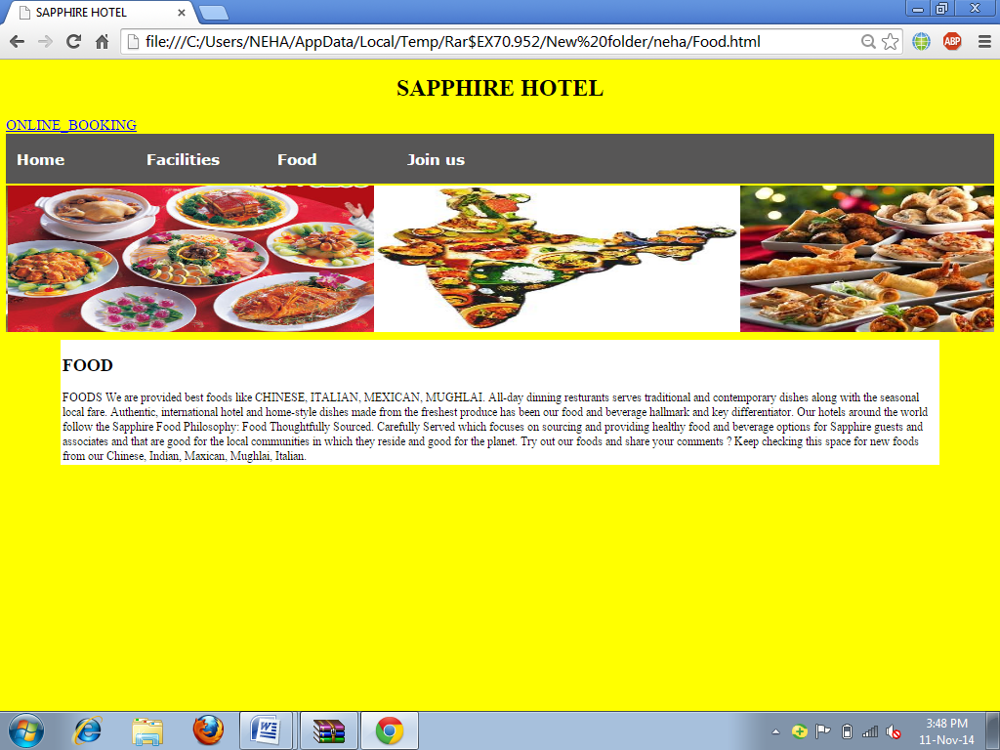 SAPPHIRE HOTEL
file:///C:/Users/NEHA/AppData/Local/Temp/Rar$EX70.952/New%20folder/neha/Food.html
ABP
SAPPHIRE HOTEL
ONLINE_BOOKING
Home Facilities Food Join us
FOOD
FOODS We are provided best foods like CHINESE, ITALIAN, MEXICAN, MUGHLAI. All-day dinning resturants serves traditional and contemporary dishes along with the seasonal
local fare. Authentic, international hotel and home-style dishes made from the freshest produce has been our food and beverage hallmark and key differentiator. Our hotels around the world
follow the Sapphire Food Philosophy: Food Thoughtfully Sourced. Carefully Served which focuses on sourcing and providing healthy food and beverage options for Sapphire guests and
associates and that are good for the local communities in which they reside and good for the planet. Try out our foods and share your comments ? Keep checking this space for new foods
from our Chinese, Indian, Maxican, Mughlai, Italian.
3:48 PM
11-Nov-14